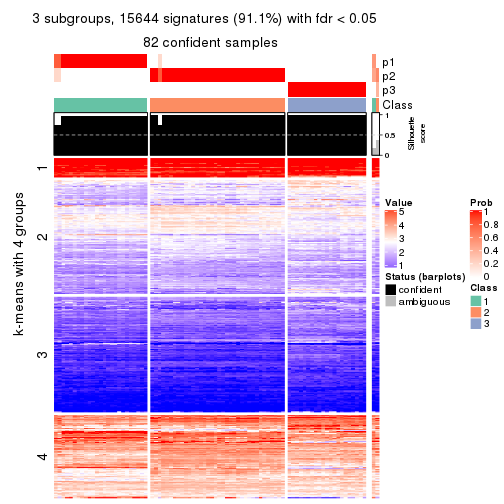 3 subgroups, 15644 signatures (91.1%) with fdr < 0.05
82 confident samples
p1
p2
p3
Class
1
0.5
0
Silhouette
score
k-means with 4 groups
1
2
3
4
Value
5
4
3
2
1
Status (barplots)
confident
ambiguous
Prob
1
0.8
0.6
0.4
0.2
0
Class
1
2
3